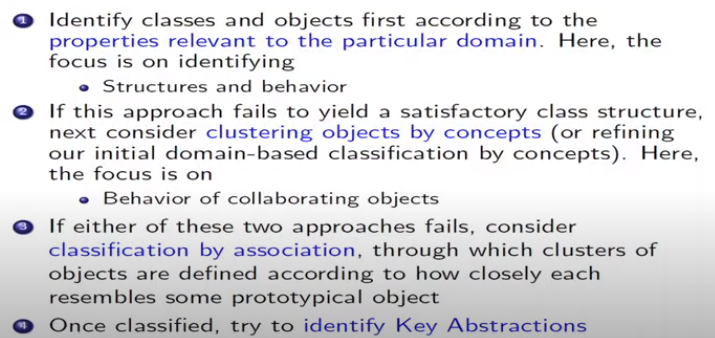 1 Identify classes and objects first according to the
properties relevant to the particular domain. Here, the
focus is on identifying
• Structures and behavior
2 If this approach fails to yield a satisfactory class structure,
next consider clustering objects by concepts (or refining
our initial domain-based classification by concepts). Here,
the focus is on
• Behavior of collaborating objects
3 If either of these two approaches fails, consider
classification by association, through which clusters of
objects are defined according to how closely each
resembles some prototypical object
4 Once classified, try to identify Key Abstractions